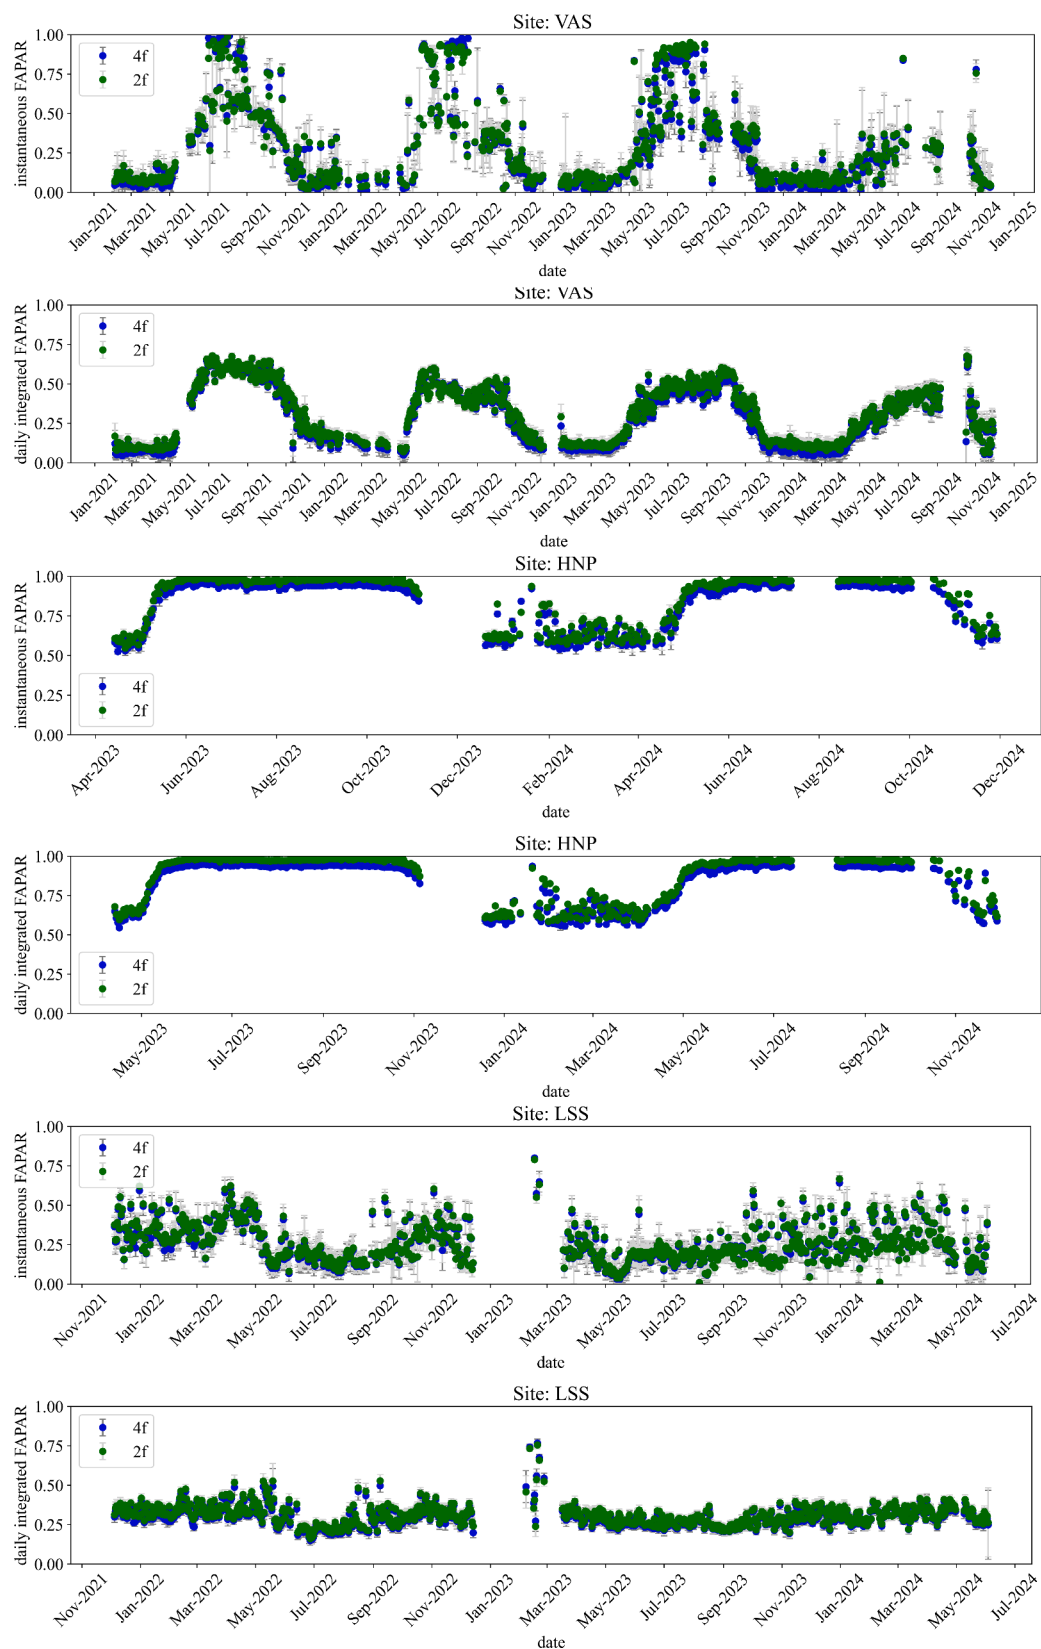 Site: VAS
instantaneous FAPAR
1.00
0.75
0.50
0.25
0.00
4f
2f
Jan-2021
Mar-2021
May-2021
Jul-2021
Sep-2021
Nov-2021
Jan-2022
Mar-2022
May-2022
Jul-2022
Sep-2022
Nov-2022
Jan-2023
Mar-2023
May-2023
Jul-2023
Sep-2023
Nov-2023
Jan-2024
Mar-2024
May-2024
Jul-2024
Sep-2024
Nov-2024
Jan-2025
date
Site: VAS
daily integrated FAPAR
1.00
0.75
0.50
0.25
0.00
4f
2f
Jan-2021
Mar-2021
May-2021
Jul-2021
Sep-2021
Nov-2021
Jan-2022
Mar-2022
May-2022
Jul-2022
Sep-2022
Nov-2022
Jan-2023
Mar-2023
May-2023
Jul-2023
Sep-2023
Nov-2023
Jan-2024
Mar-2024
May-2024
Jul-2024
Sep-2024
Nov-2024
Jan-2025
date
Site: HNP
instantaneous FAPAR
1.00
0.75
0.50
0.25
0.00
4f
2f
Apr-2023
Jun-2023
Aug-2023
Oct-2023
Dec-2023
Feb-2024
Apr-2024
Jun-2024
Aug-2024
Oct-2024
Dec-2024
date
Site: HNP
daily integrated FAPAR
1.00
0.75
0.50
0.25
0.00
4f
2f
May-2023
Jul-2023
Sep-2023
Nov-2023
Jan-2024
Mar-2024
May-2024
Jul-2024
Sep-2024
Nov-2024
date
Site: LSS
instantaneous FAPAR
1.00
0.75
0.50
0.25
0.00
4f
2f
Nov-2021
Jan-2022
Mar-2022
May-2022
Jul-2022
Sep-2022
Nov-2022
Jan-2023
Mar-2023
May-2023
Jul-2023
Sep-2023
Nov-2023
Jan-2024
Mar-2024
May-2024
Jul-2024
date
Site: LSS
daily integrated FAPAR
1.00
0.75
0.50
0.25
0.00
4f
2f
Nov-2021
Jan-2022
Mar-2022
May-2022
Jul-2022
Sep-2022
Nov-2022
Jan-2023
Mar-2023
May-2023
Jul-2023
Sep-2023
Nov-2023
Jan-2024
Mar-2024
May-2024
Jul-2024
date